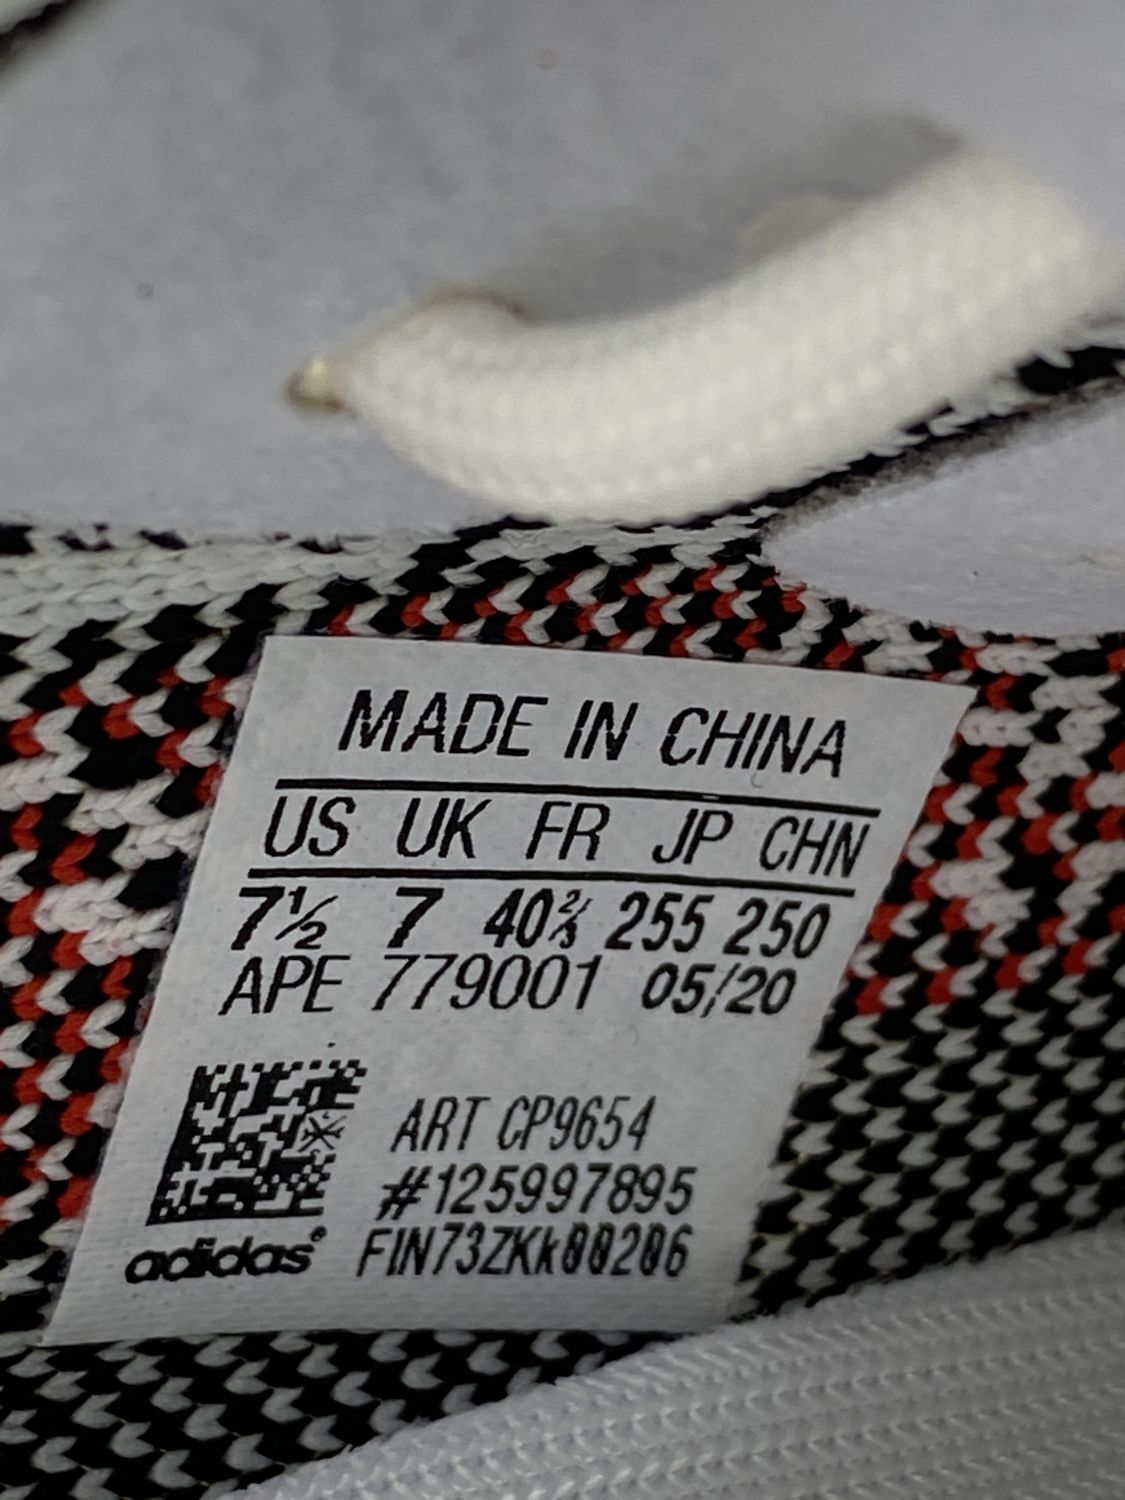 MADE IN CHINA
US UK FR JP CHN
7½ 7 40⅔ 255 250
APE 779001 05/20
ART CP9654
#125997895
adidas® FIN73ZKk00206